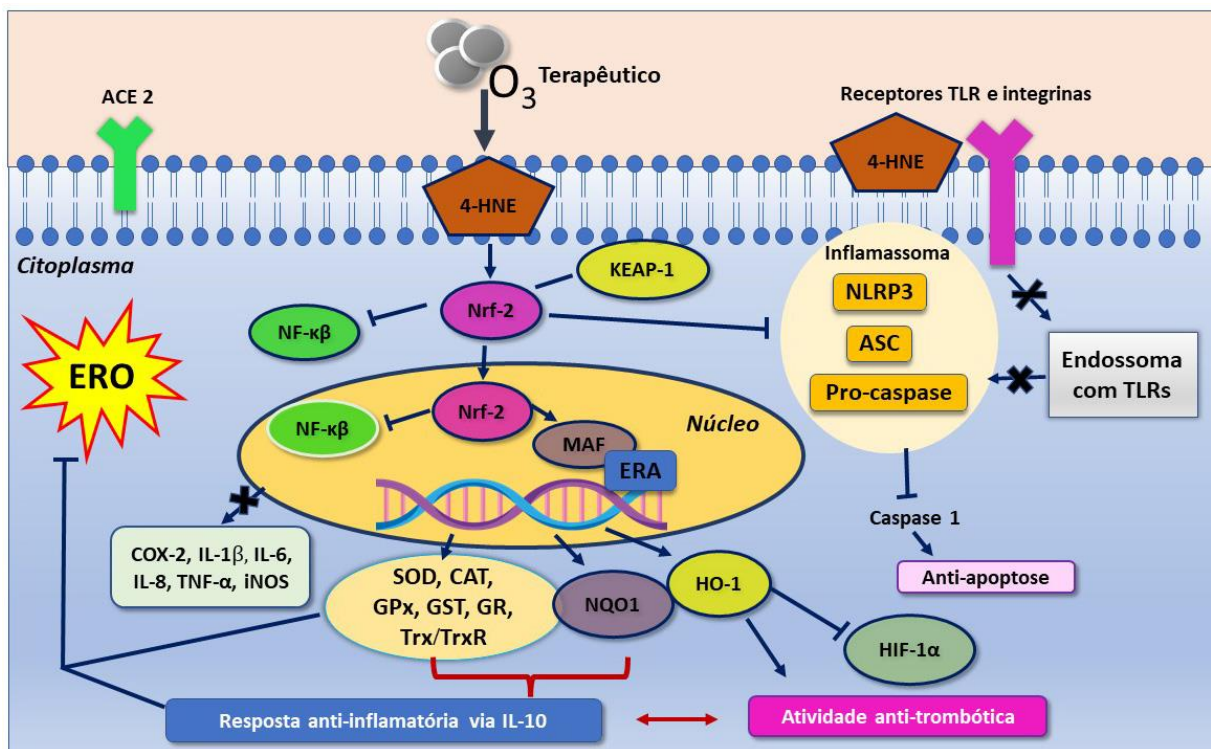 O3 Terapêutico
ACE 2
Receptores TLR e integrinas
4-HNE
4-HNE
Citoplasma
KEAP-1
Inflamassoma
Nrf-2
NLRP3
NF-κβ
ASC
ERO
Endossoma
com TLRs
Pro-caspase
Nrf-2
Núcleo
NF-κβ
MAF
ERA
Caspase 1
COX-2, IL-1β, IL-6,
IL-8, TNF-α, iNOS
SOD, CAT,
GPx, GST, GR,
Trx/TrxR
NQO1
HO-1
Anti-apoptose
HIF-1α
Resposta anti-inflamatória via IL-10
Atividade anti-trombótica